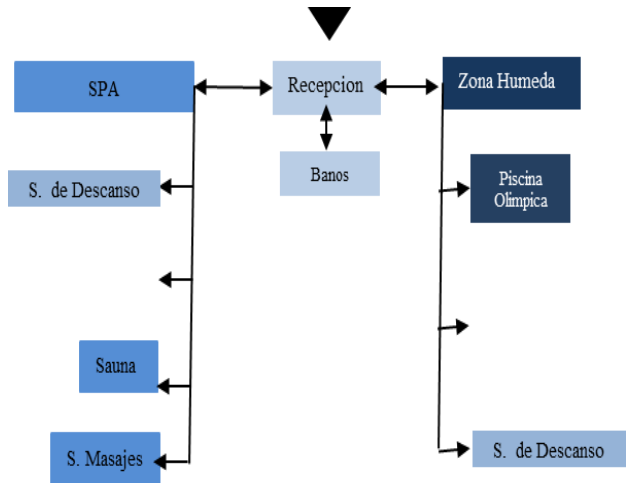 SPA
Recepcion
Zona Humeda
Banos
S. de Descanso
Piscina
Olimpica
Sauna
S. Masajes
S. de Descanso